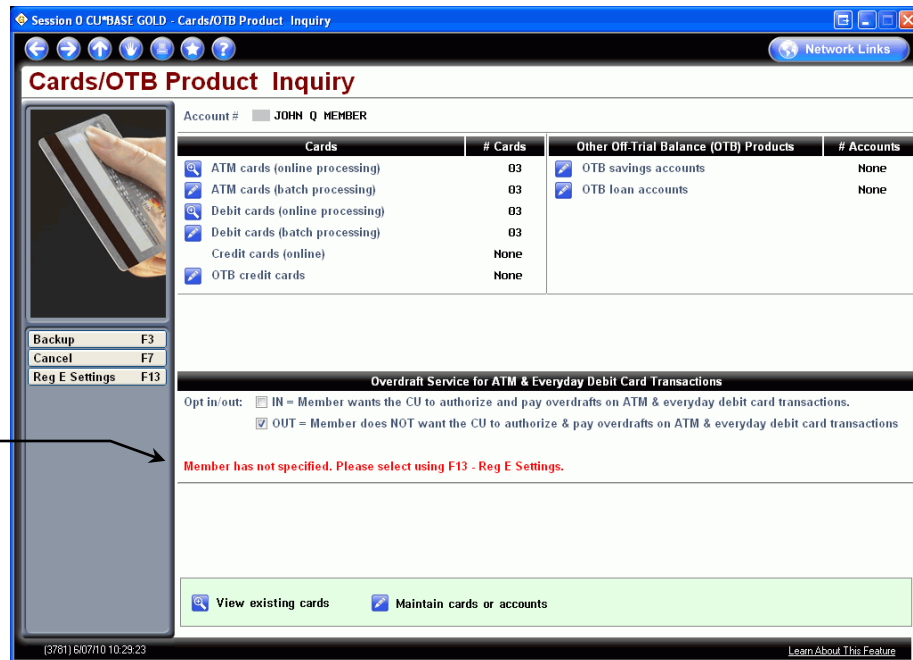 Session 0 CU*BASE GOLD - Cards/OTB Product Inquiry
Network Links
Cards/OTB Product Inquiry
Account # JOHN Q MEMBER
Cards # Cards Other Off-Trial Balance (OTB) Products # Accounts
ATM cards (online processing) 03 OTB savings accounts None
ATM cards (batch processing) 03 OTB loan accounts None
Debit cards (online processing) 03
Debit cards (batch processing) 03
Credit cards (online) None
OTB credit cards None
Backup F3
Cancel F7
Reg E Settings F13
Overdraft Service for ATM & Everyday Debit Card Transactions
Opt in/out: IN = Member wants the CU to authorize and pay overdrafts on ATM & everyday debit card transactions.
OUT = Member does NOT want the CU to authorize & pay overdrafts on ATM & everyday debit card transactions
Member has not specified. Please select using F13 - Reg E Settings.
View existing cards Maintain cards or accounts
(3781) 6/07/10 10:29:23 Learn About This Feature